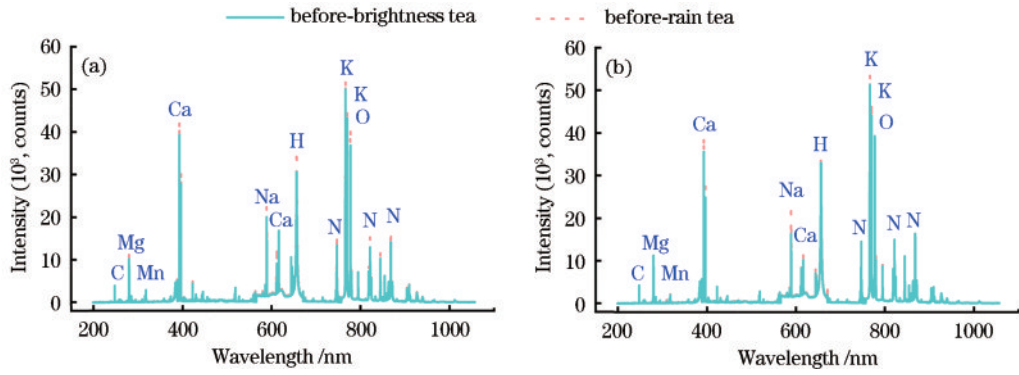 before-brightness tea
before-rain tea
(a)
Intensity (10³, counts)
60
50
40
30
20
10
0
C
Mg
Mn
Ca
Na
Ca
H
N
K
K
O
N
N
200
400
600
800
1000
Wavelength /nm
(b)
Intensity (10³, counts)
60
50
40
30
20
10
0
C
Mg
Mn
Ca
Na
Ca
H
N
K
K
O
N
N
200
400
600
800
1000
Wavelength /nm